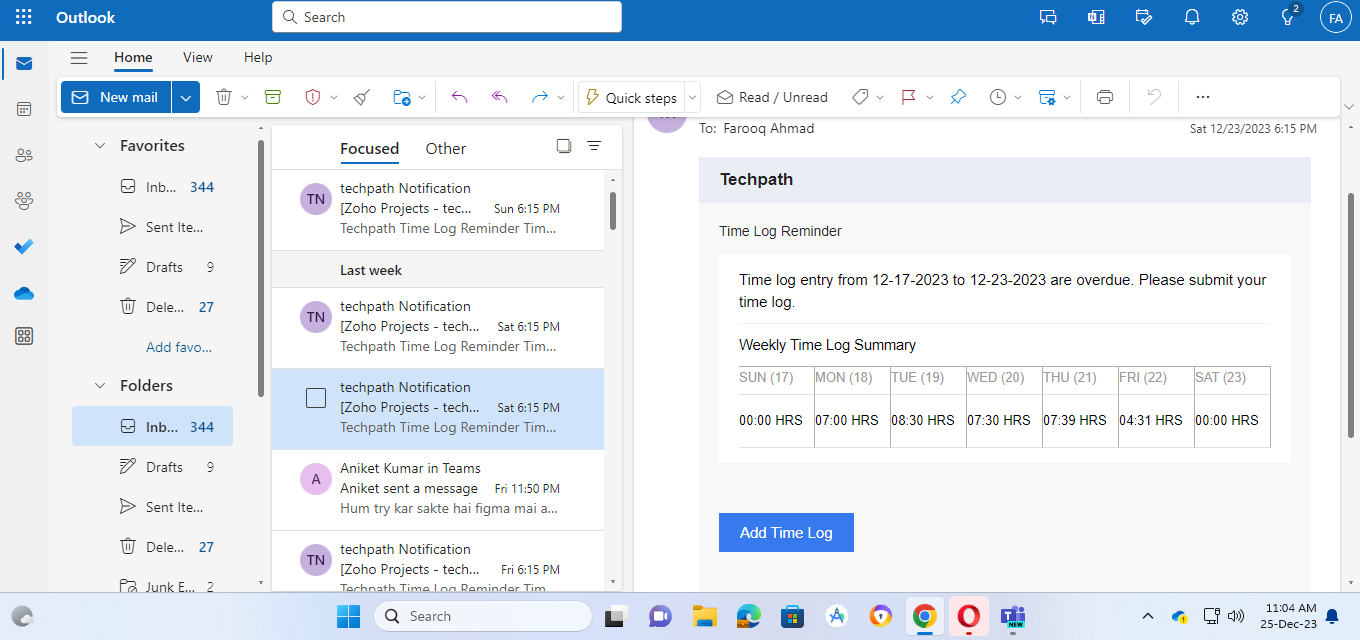 Outlook
Search
2
FA
Home View Help
New mail
Quick steps
Read / Unread
Favorites
Inb... 344
Sent Ite...
Drafts 9
Dele... 27
Add favo...
Folders
Inb... 344
Drafts 9
Sent Ite...
Dele... 27
Junk E... 2
Focused Other
TN
techpath Notification
[Zoho Projects - tec... Sun 6:15 PM
Techpath Time Log Reminder Tim...
Last week
TN
techpath Notification
[Zoho Projects - tech... Sat 6:15 PM
Techpath Time Log Reminder Tim...
techpath Notification
[Zoho Projects - tech... Sat 6:15 PM
Techpath Time Log Reminder Tim...
A
Aniket Kumar in Teams
Aniket sent a message Fri 11:50 PM
Hum try kar sakte hai figma mai a...
TN
techpath Notification
[Zoho Projects - tech... Fri 6:15 PM
Techpath Time Log Reminder Tim...
To: Farooq Ahmad
Sat 12/23/2023 6:15 PM
Techpath
Time Log Reminder
Time log entry from 12-17-2023 to 12-23-2023 are overdue. Please submit your
time log.
Weekly Time Log Summary
SUN (17) MON (18) TUE (19) WED (20) THU (21) FRI (22) SAT (23)
00:00 HRS 07:00 HRS 08:30 HRS 07:30 HRS 07:39 HRS 04:31 HRS 00:00 HRS
Add Time Log
Search
NEW
11:04 AM
25-Dec-23